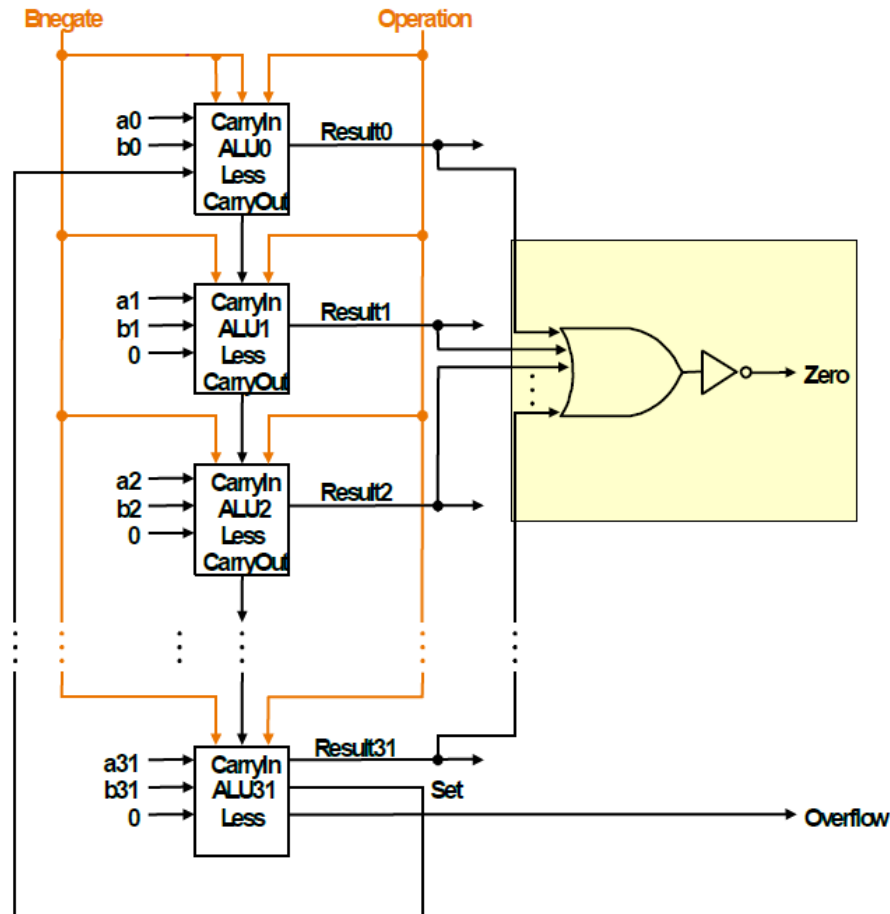 Bnegate
Operation
a0
b0
CarryIn
ALU0
Less
CarryOut
Result0
a1
b1
0
CarryIn
ALU1
Less
CarryOut
Result1
Zero
a2
b2
0
CarryIn
ALU2
Less
CarryOut
Result2
a31
b31
0
CarryIn
ALU31
Less
Result31
Set
Overflow